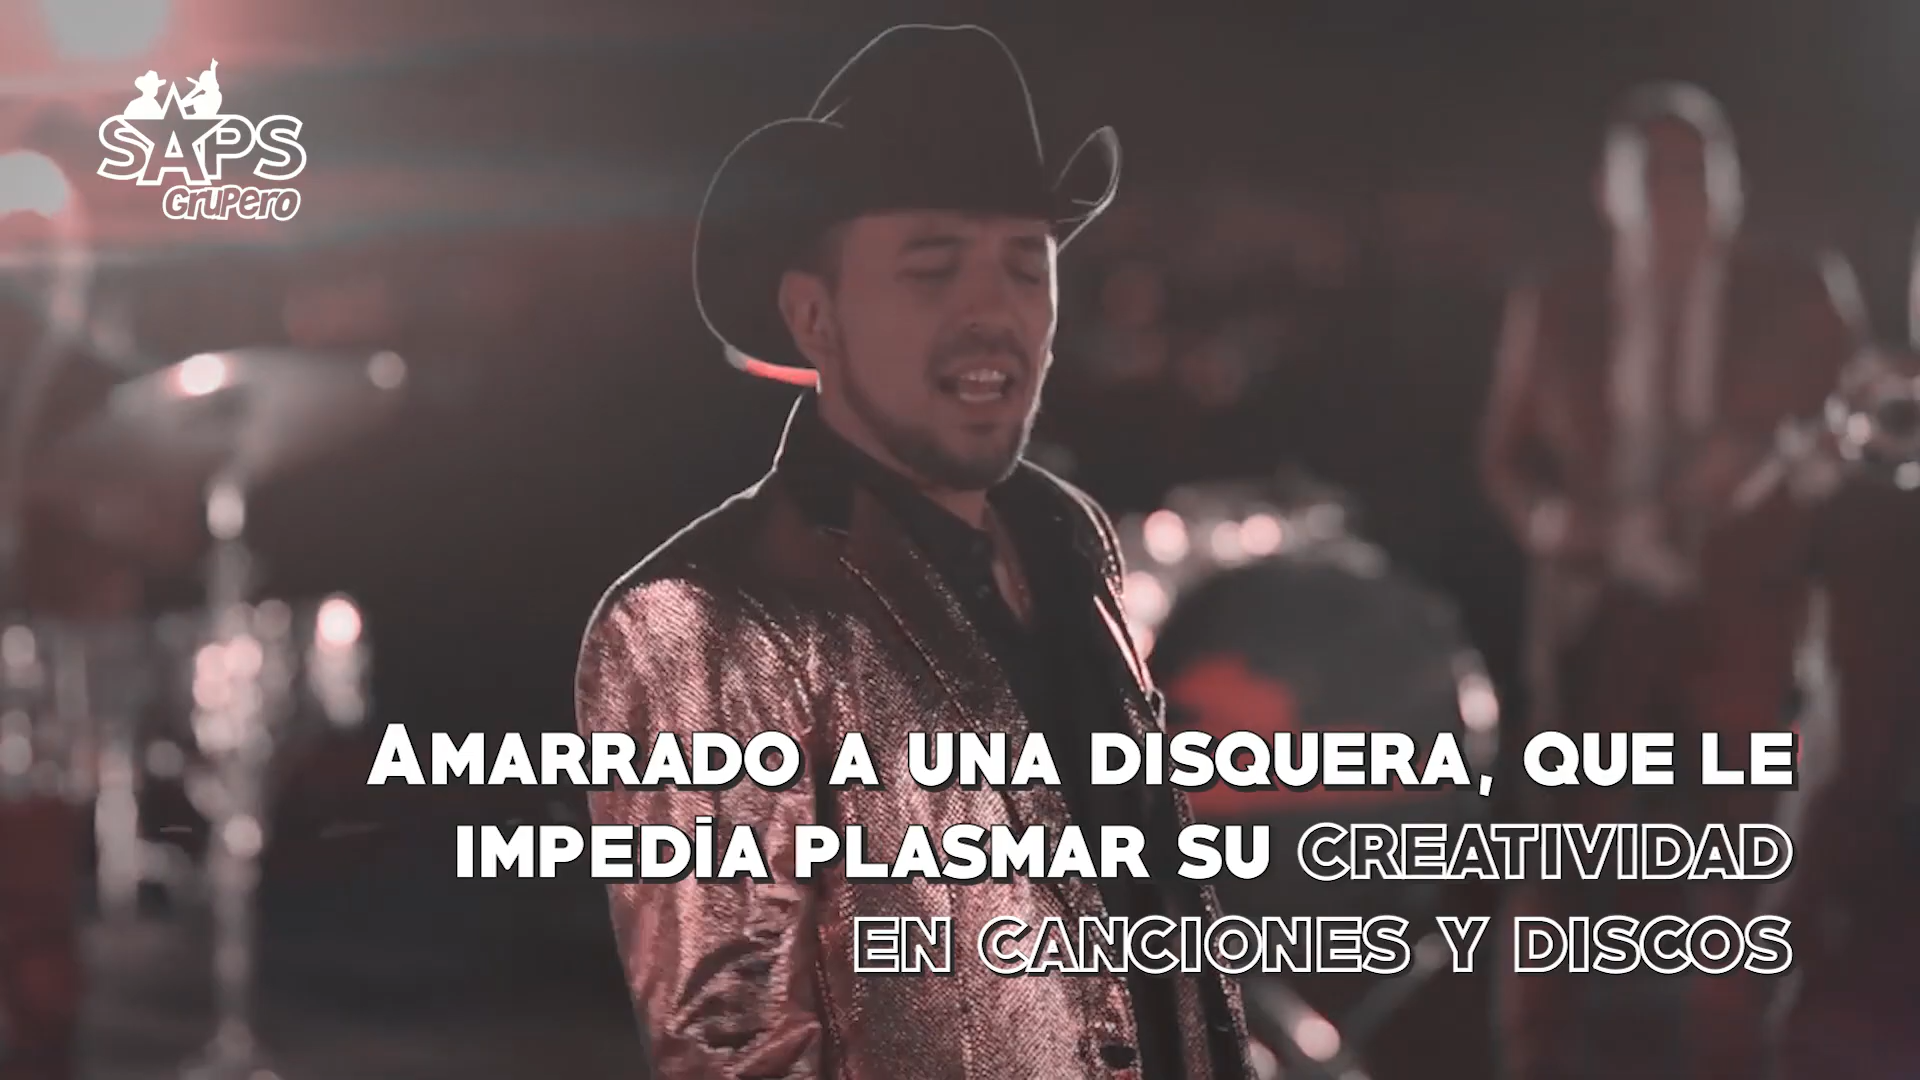 SAPS
GRUPERO
AMARRADO A UNA DISQUERA, QUE LE
IMPEDÍA PLASMAR SU CREATIVIDAD
EN CANCIONES Y DISCOS